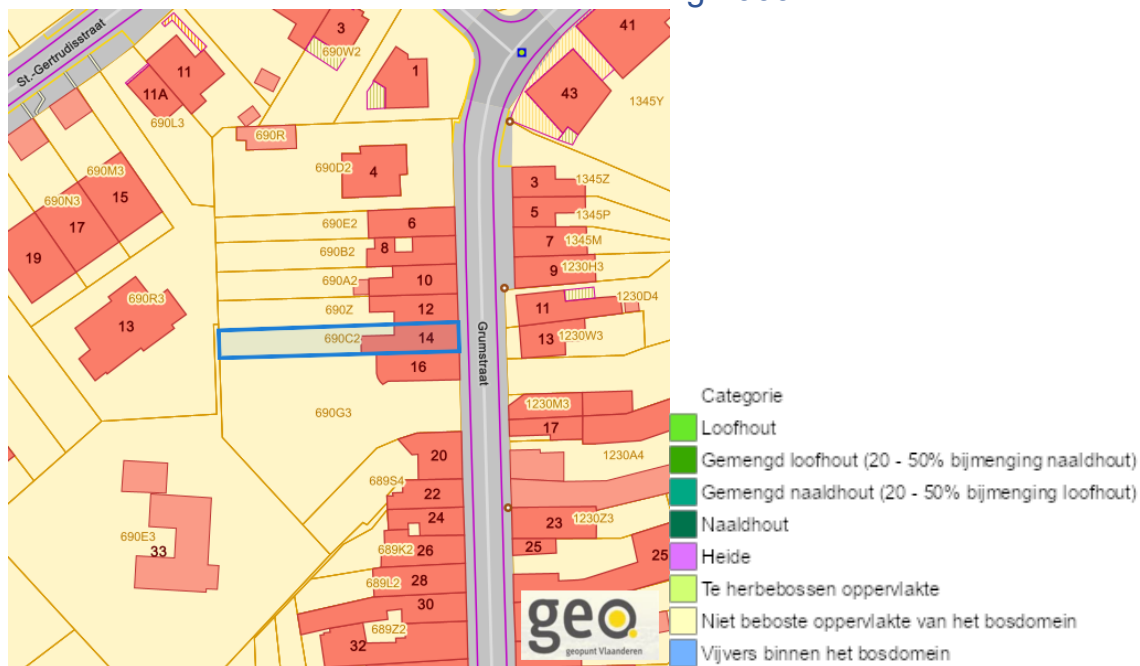 St.-Gertrudisstraat
3
690W2
41
11
1
11A
43
1345Y
690L3
690R
690M3
690D2
4
3
1345Z
690N3
15
5
1345P
17
690E2
6
7
1345M
19
690B2
8
9
1230H3
690A2
10
690R3
690Z
12
11
1230D4
13
690C2
14
Grumstraat
13
1230W3
16
690G3
1230M3
17
20
1230A4
689S4
22
24
23
1230Z3
690E3
33
689K2
26
25
25
689L2
28
30
689Z2
32
geo.
geopunt Vlaanderen
Categorie
Loofhout
Gemengd loofhout (20 - 50% bijmenging naaldhout)
Gemengd naaldhout (20 - 50% bijmenging loofhout)
Naaldhout
Heide
Te herbebossen oppervlakte
Niet beboste oppervlakte van het bosdomein
Vijvers binnen het bosdomein